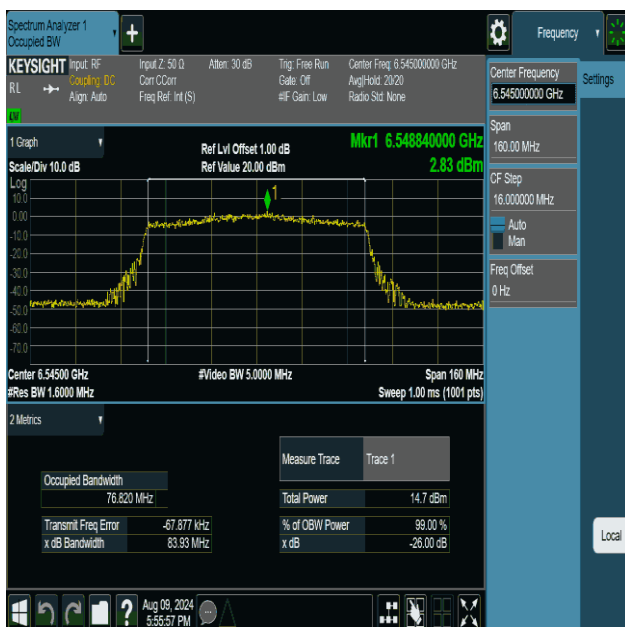 Spectrum Analyzer 1
Occupied BW
Frequency
KEYSIGHT Input: RF Input Z: 50 Ω Atten: 30 dB Trig: Free Run Center Freq: 6.545000000 GHz
RL Coupling: DC Corr CCorr Gate: Off Avg|Hold: 20/20
Align: Auto Freq Ref: Int (S) #IF Gain: Low Radio Std: None
Center Frequency
6.545000000 GHz
Settings
Span
160.00 MHz
CF Step
16.000000 MHz
Auto
Man
Freq Offset
0 Hz
1 Graph
Ref Lvl Offset 1.00 dB
Mkr1 6.548840000 GHz
Scale/Div 10.0 dB
Ref Value 20.00 dBm
2.83 dBm
Log
1
10.0
0.00
-10.0
-20.0
-30.0
-40.0
-50.0
-60.0
-70.0
Center 6.54500 GHz #Video BW 5.0000 MHz Span 160 MHz
#Res BW 1.6000 MHz Sweep 1.00 ms (1001 pts)
2 Metrics
Measure Trace Trace 1
Occupied Bandwidth
76.820 MHz
Total Power 14.7 dBm
Transmit Freq Error -67.877 kHz % of OBW Power 99.00 %
x dB Bandwidth 83.93 MHz x dB -26.00 dB
Local
Aug 09, 2024
5:55:57 PM